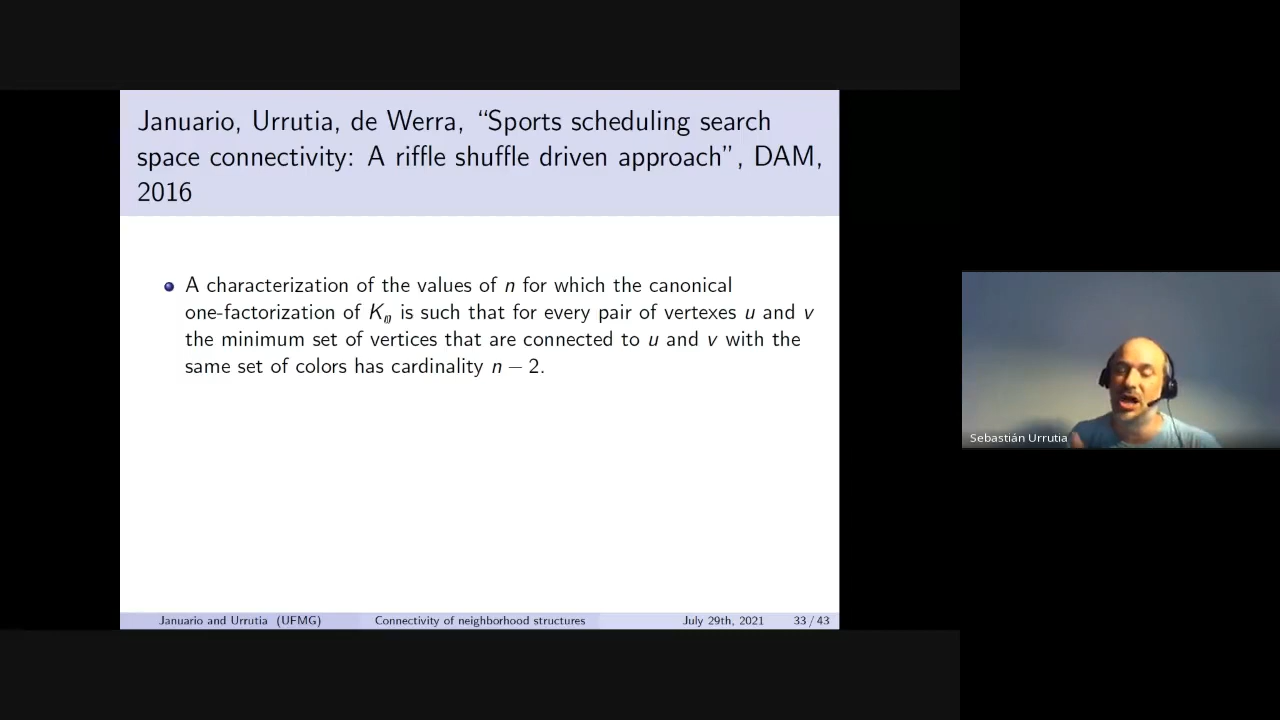 Januario, Urrutia, de Werra, “Sports scheduling search
space connectivity: A riffle shuffle driven approach”, DAM,
2016
A characterization of the values of n for which the canonical
one-factorization of Kn is such that for every pair of vertexes u and v
the minimum set of vertices that are connected to u and v with the
same set of colors has cardinality n − 2.
Sebastián Urrutia
Januario and Urrutia (UFMG) Connectivity of neighborhood structures July 29th, 2021 33 / 43